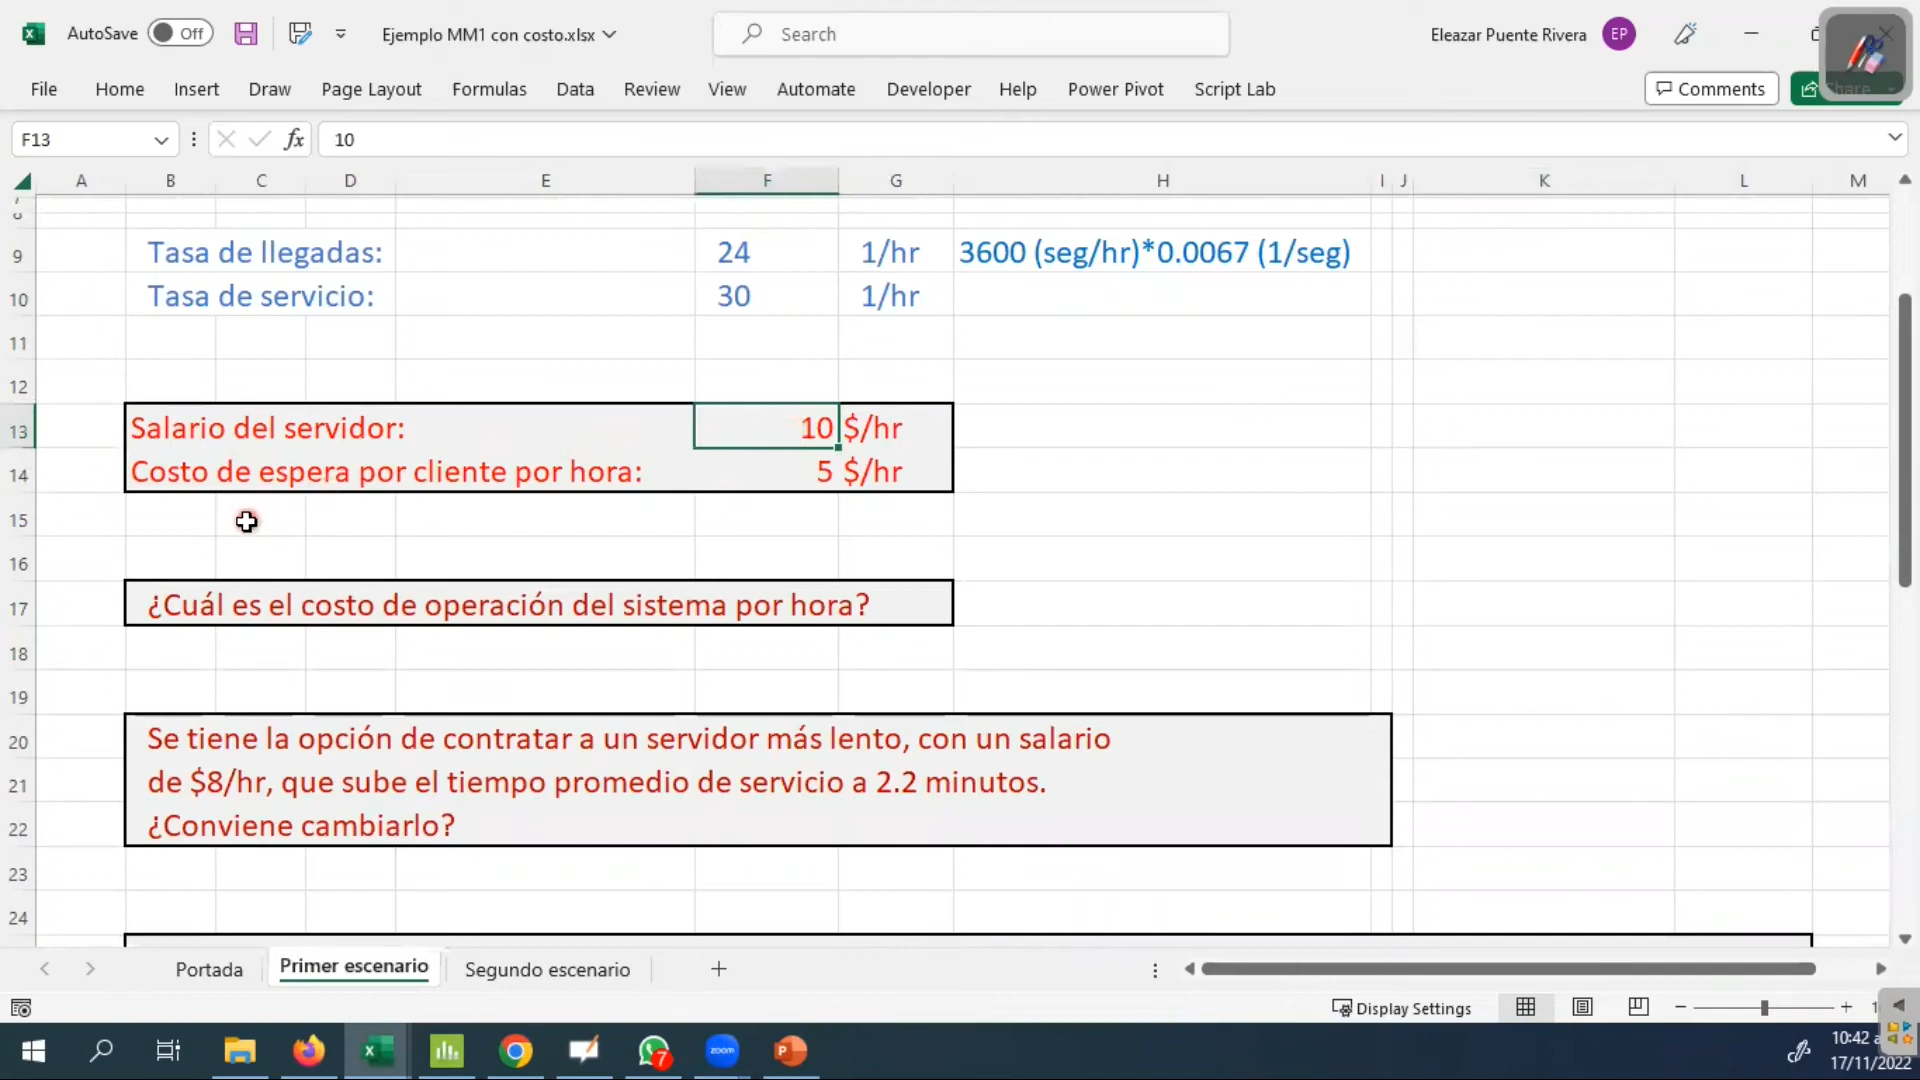 AutoSave Off Ejemplo MM1 con costo.xlsx Search Eleazar Puente Rivera EP
File Home Insert Draw Page Layout Formulas Data Review View Automate Developer Help Power Pivot Script Lab Comments Share
F13 fx 10
A B C D E F G H I J K L M
9 Tasa de llegadas: 24 1/hr 3600 (seg/hr)*0.0067 (1/seg)
10 Tasa de servicio: 30 1/hr
11
12
13 Salario del servidor: 10 $/hr
14 Costo de espera por cliente por hora: 5 $/hr
15
16
17 ¿Cuál es el costo de operación del sistema por hora?
18
19
20 Se tiene la opción de contratar a un servidor más lento, con un salario
21 de $8/hr, que sube el tiempo promedio de servicio a 2.2 minutos.
22 ¿Conviene cambiarlo?
23
24
Portada Primer escenario Segundo escenario
Display Settings
7 zoom P 10:42
17/11/2022